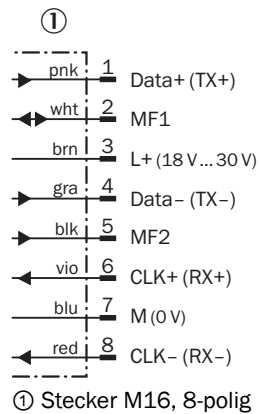 ①
pnk 1 Data+ (TX+)
wht 2 MF1
brn 3 L+ (18 V ... 30 V)
gra 4 Data– (TX–)
blk 5 MF2
vio 6 CLK+ (RX+)
blu 7 M (0 V)
red 8 CLK– (RX–)
① Stecker M16, 8-polig